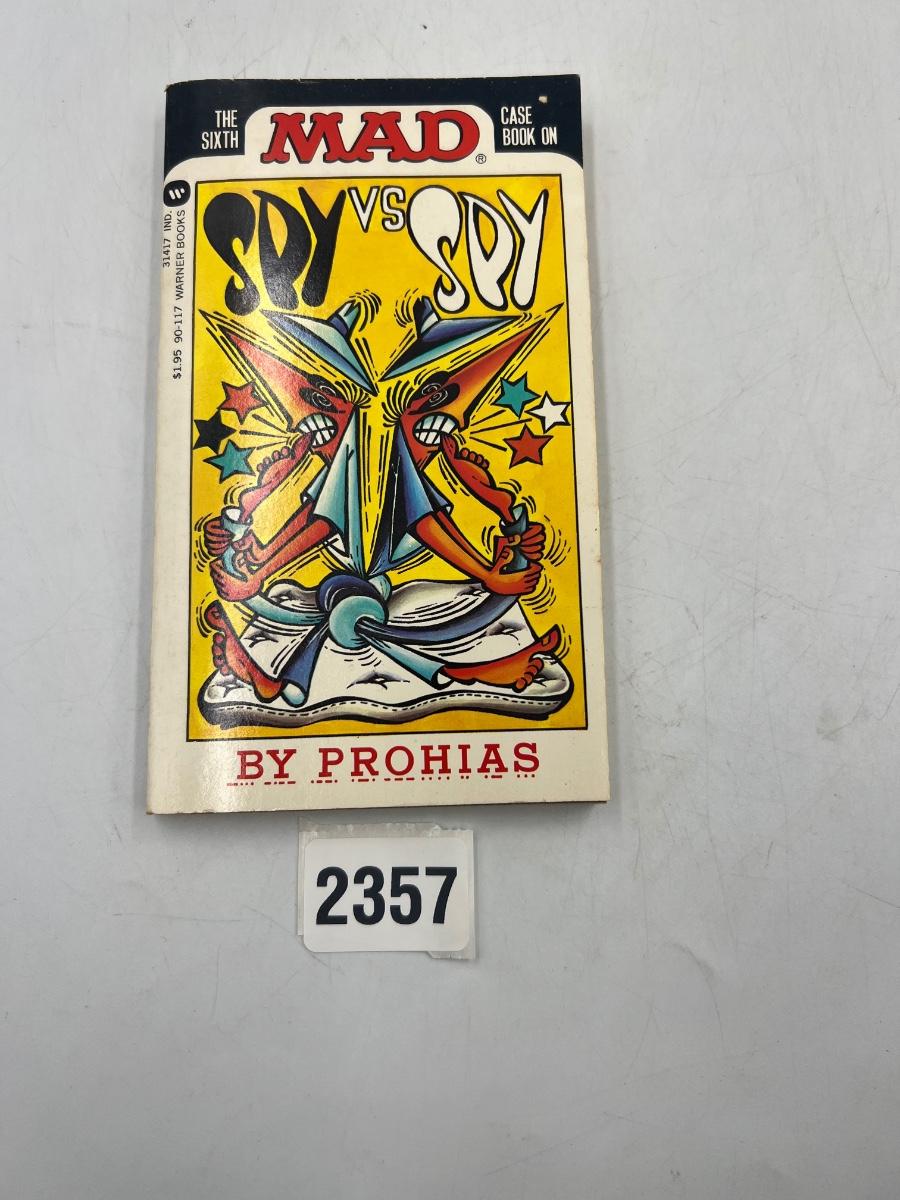 THE
SIXTH
MAD®
CASE
BOOK ON
SPY VS SPY
W
31417 IND.
$1.95 90-117 WARNER BOOKS
BY PROHIAS
2357